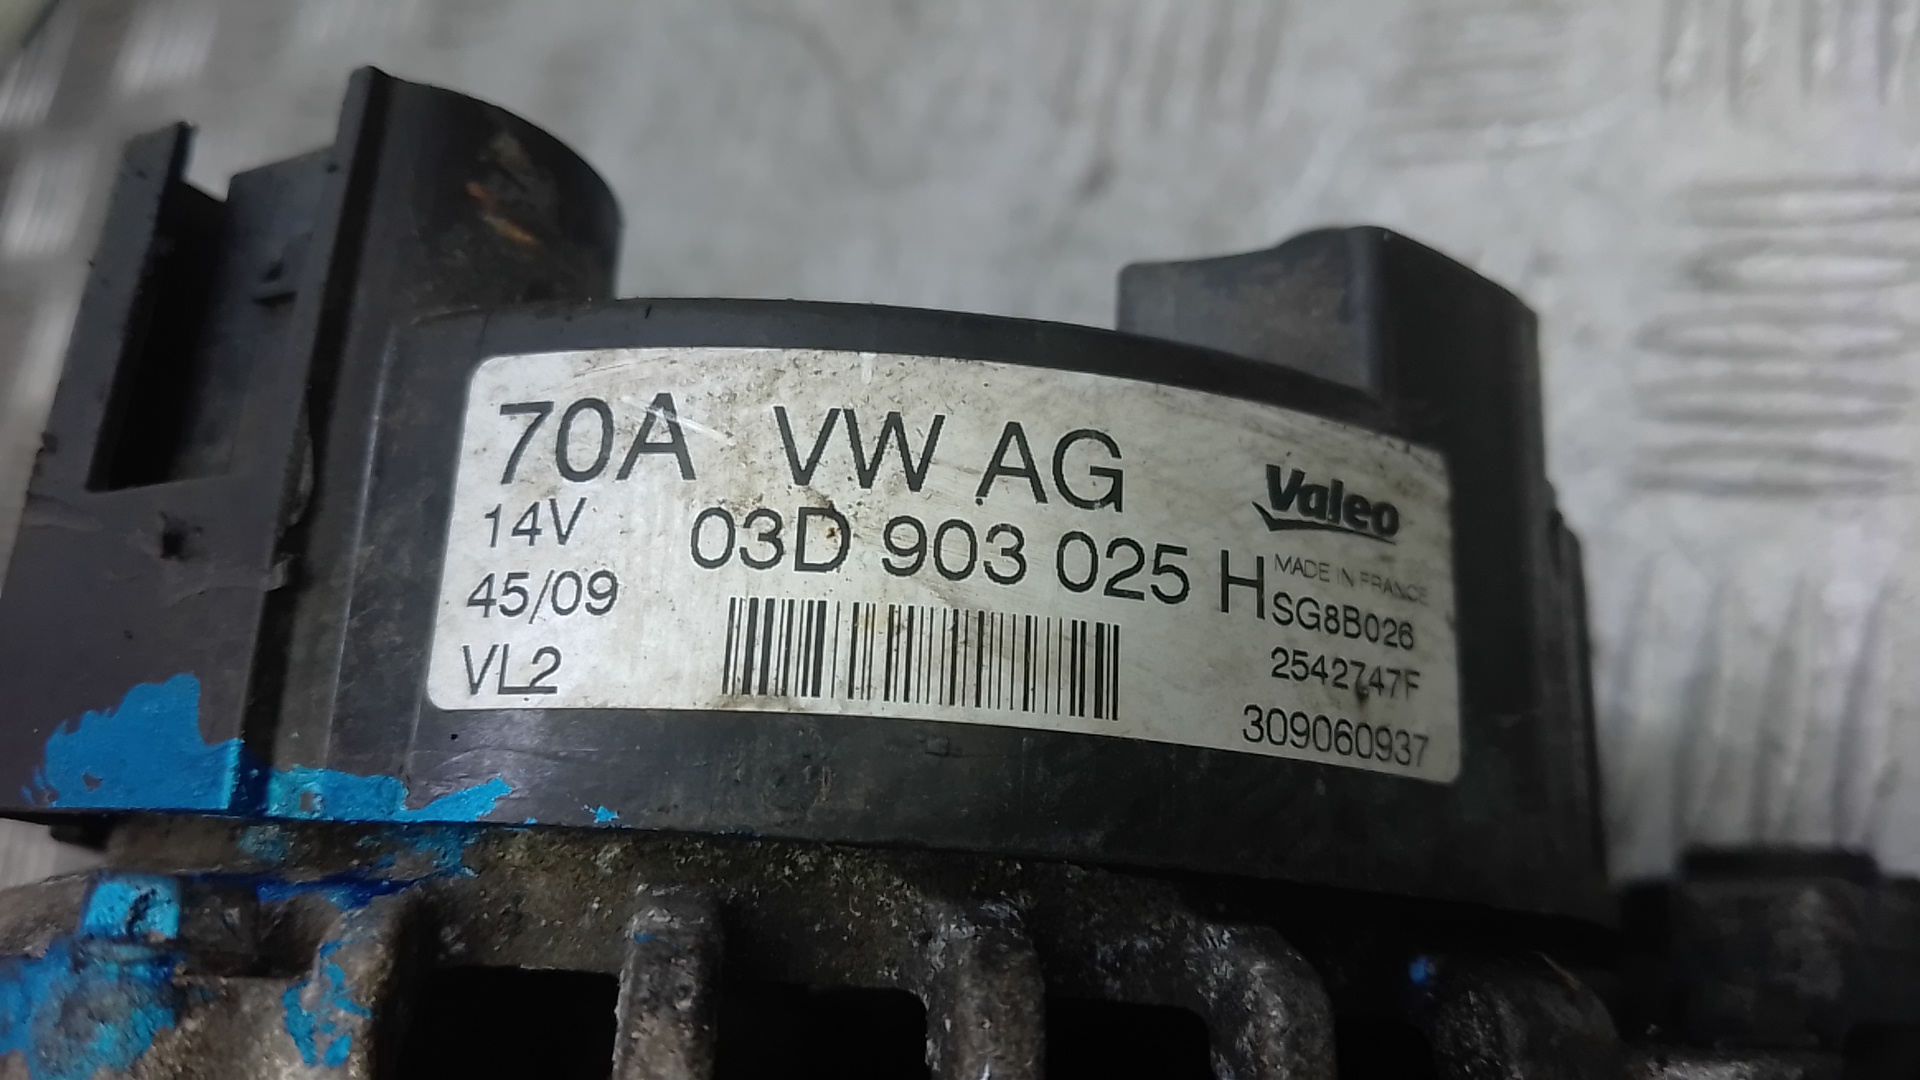 70A VW AG
14V 03D 903 025 H
45/09
VL2
Valeo
MADE IN FRANCE
SG8B026
2542747F
309060937